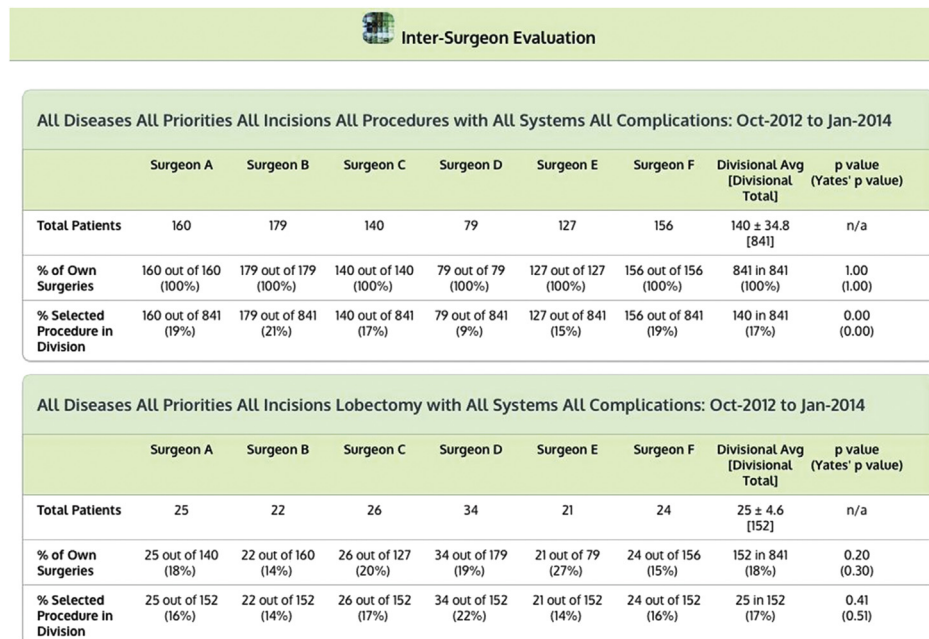 Inter-Surgeon Evaluation
All Diseases All Priorities All Incisions All Procedures with All Systems All Complications: Oct-2012 to Jan-2014
Surgeon A Surgeon B Surgeon C Surgeon D Surgeon E Surgeon F Divisional Avg p value
[Divisional (Yates' p value)
Total]
Total Patients 160 179 140 79 127 156 140 ± 34.8 n/a
[841]
% of Own 160 out of 160 179 out of 179 140 out of 140 79 out of 79 127 out of 127 156 out of 156 841 in 841 1.00
Surgeries (100%) (100%) (100%) (100%) (100%) (100%) (100%) (1.00)
% Selected 160 out of 841 179 out of 841 140 out of 841 79 out of 841 127 out of 841 156 out of 841 140 in 841 0.00
Procedure in (19%) (21%) (17%) (9%) (15%) (19%) (17%) (0.00)
Division
All Diseases All Priorities All Incisions Lobectomy with All Systems All Complications: Oct-2012 to Jan-2014
Surgeon A Surgeon B Surgeon C Surgeon D Surgeon E Surgeon F Divisional Avg p value
[Divisional (Yates' p value)
Total]
Total Patients 25 22 26 34 21 24 25 ± 4.6 n/a
[152]
% of Own 25 out of 140 22 out of 160 26 out of 127 34 out of 179 21 out of 79 24 out of 156 152 in 841 0.20
Surgeries (18%) (14%) (20%) (19%) (27%) (15%) (18%) (0.30)
% Selected 25 out of 152 22 out of 152 26 out of 152 34 out of 152 21 out of 152 24 out of 152 25 in 152 0.41
Procedure in (16%) (14%) (17%) (22%) (14%) (16%) (17%) (0.51)
Division